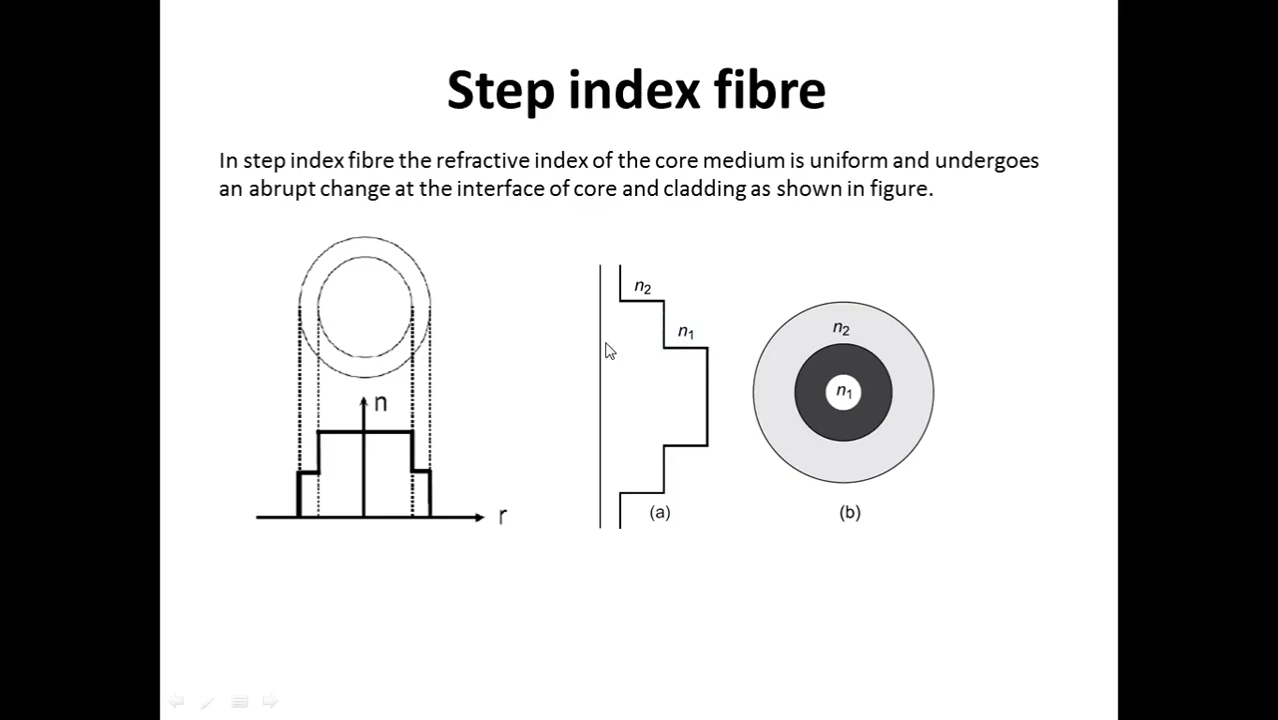 Step index fibre
In step index fibre the refractive index of the core medium is uniform and undergoes
an abrupt change at the interface of core and cladding as shown in figure.
n
r
n2
n1
(a)
n2
n1
(b)